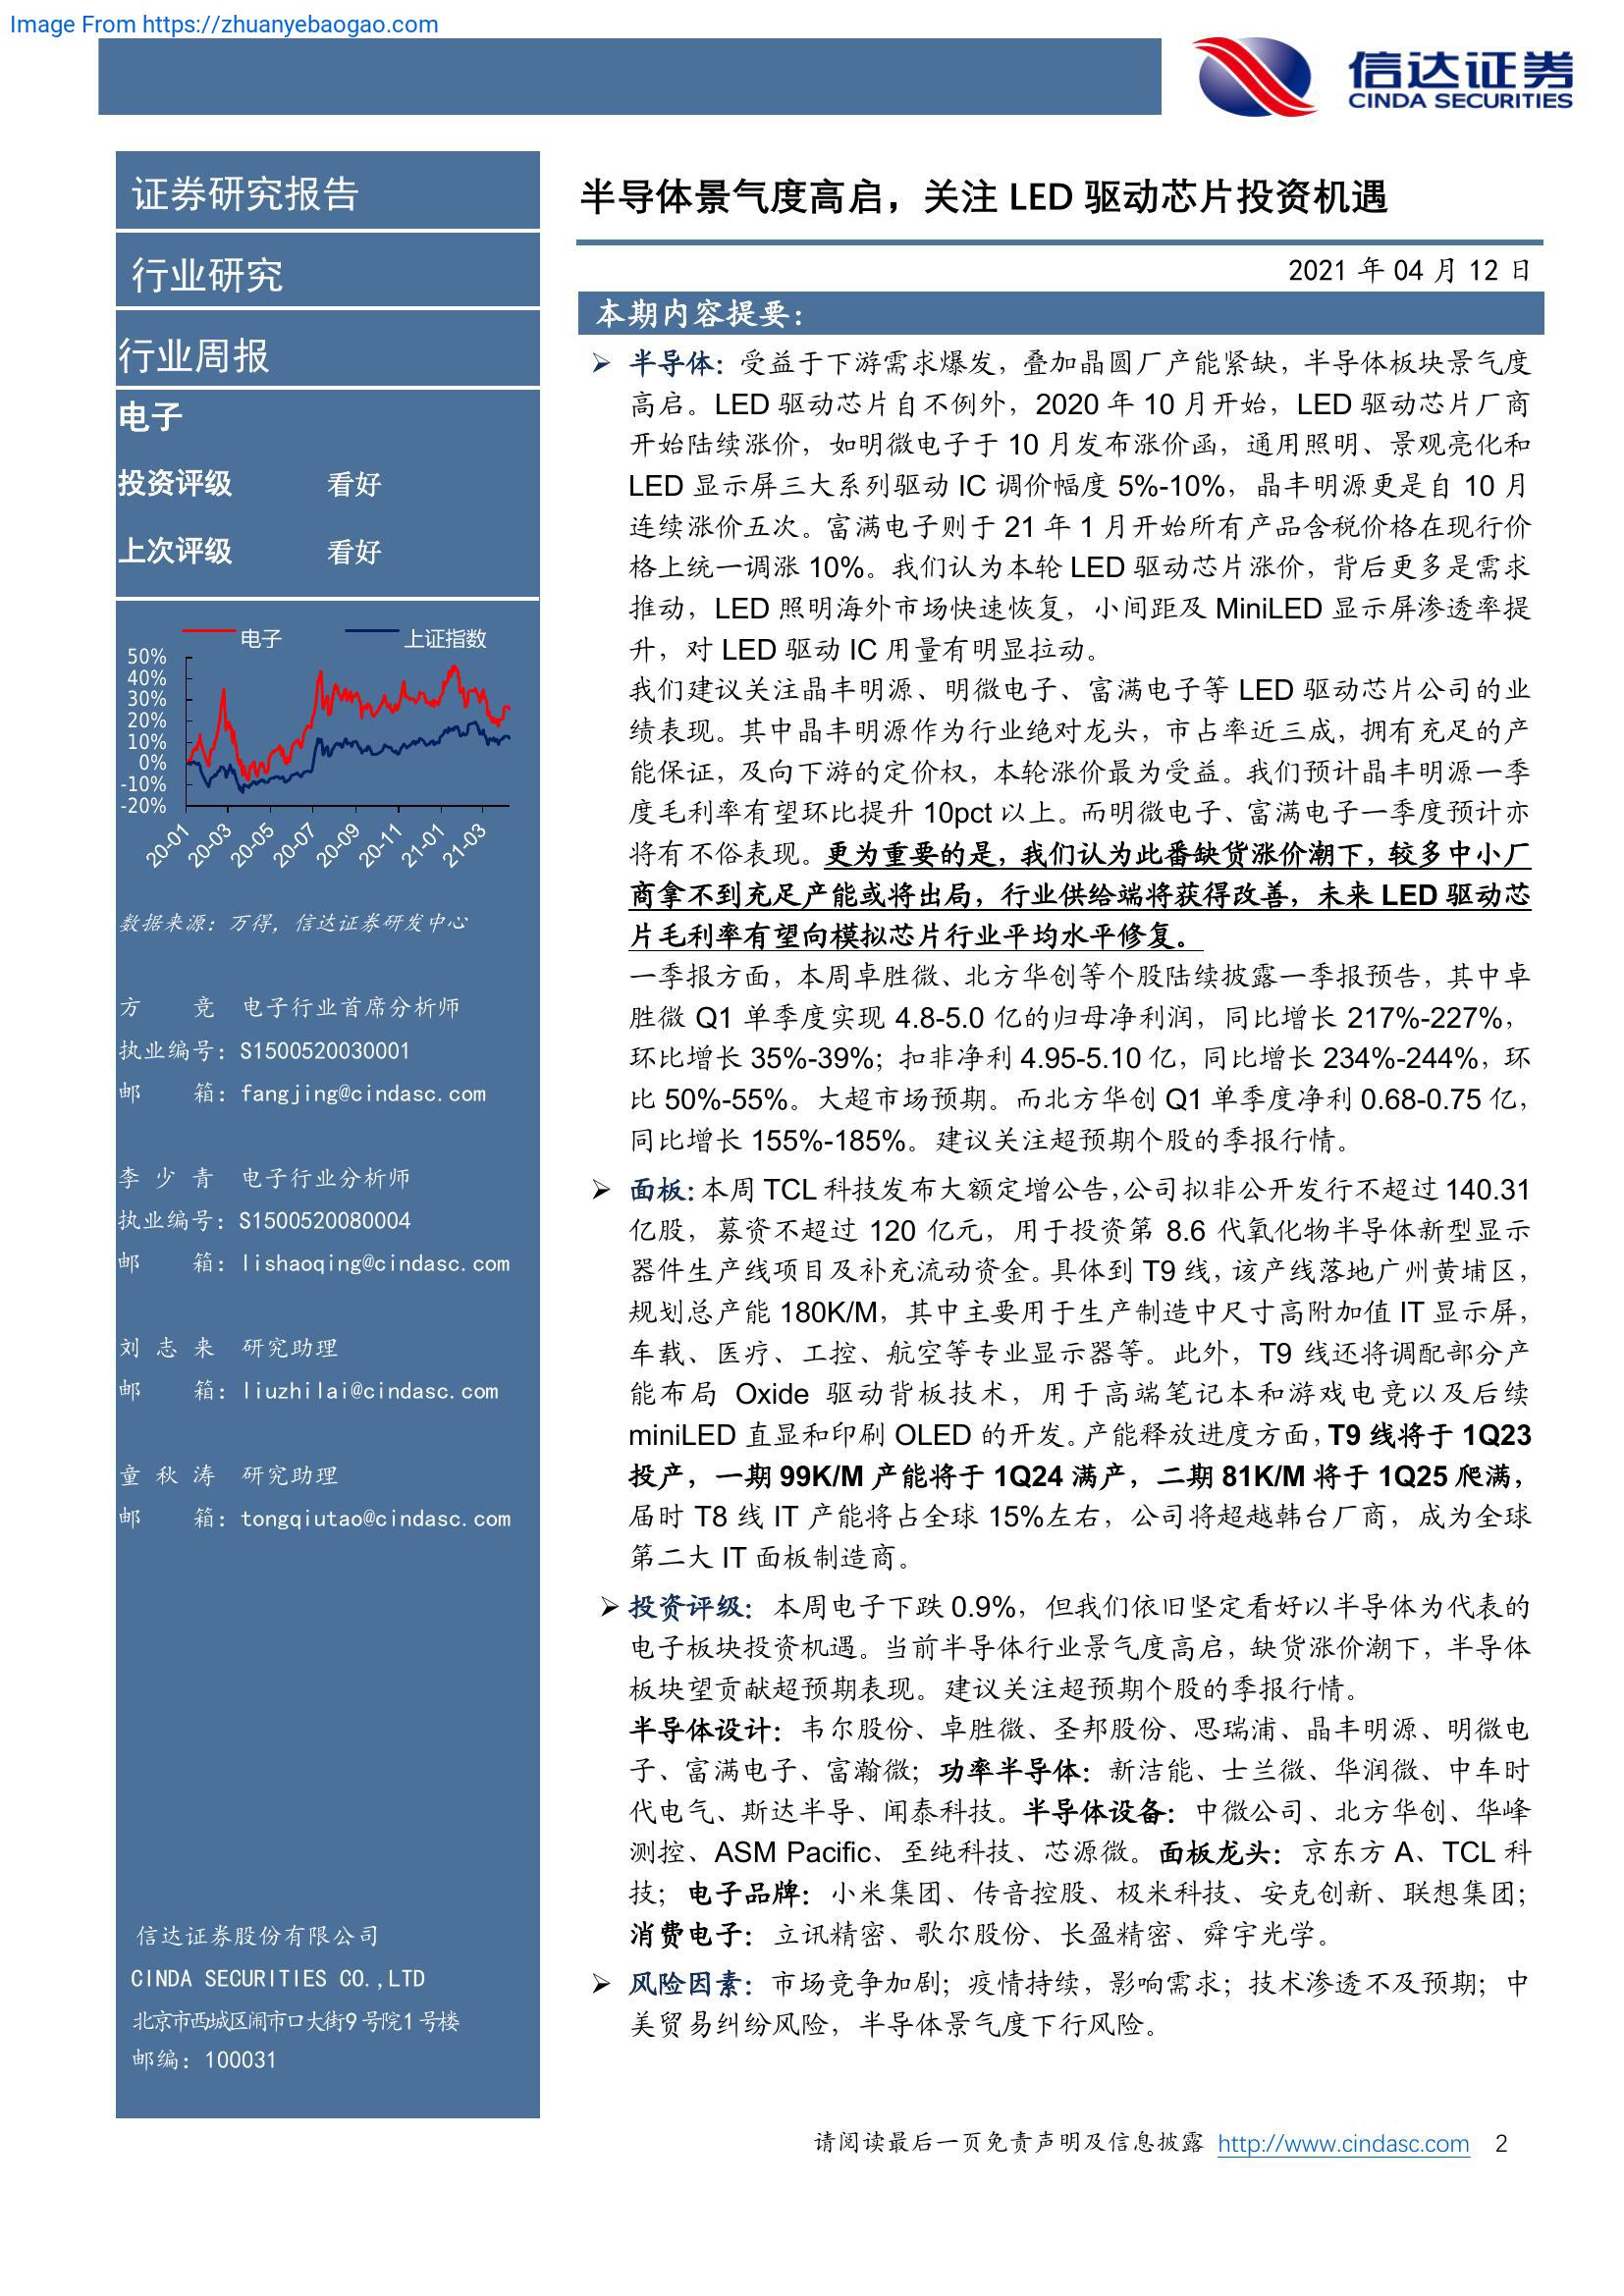 Image From https://zhuanyebaogao.com
信达证券
CINDA SECURITIES
证券研究报告
行业研究
行业周报
电子
投资评级 看好
上次评级 看好
电子 上证指数
50%
40%
30%
20%
10%
0%
-10%
-20%
20-01 20-03 20-05 20-07 20-09 20-11 21-01 21-03
数据来源：万得，信达证券研发中心
方 竞 电子行业首席分析师
执业编号：S1500520030001
邮 箱：fangjing@cindasc.com
李少青 电子行业分析师
执业编号：S1500520080004
邮 箱：lishaoqing@cindasc.com
刘志来 研究助理
邮 箱：liuzhilai@cindasc.com
童秋涛 研究助理
邮 箱：tongqiutao@cindasc.com
信达证券股份有限公司
CINDA SECURITIES CO.,LTD
北京市西城区闹市口大街9号院1号楼
邮编：100031
半导体景气度高启，关注 LED 驱动芯片投资机遇
2021 年 04 月 12 日
本期内容提要：
➢ 半导体：受益于下游需求爆发，叠加晶圆厂产能紧缺，半导体板块景气度
高启。LED 驱动芯片自不例外，2020 年 10 月开始，LED 驱动芯片厂商
开始陆续涨价，如明微电子于 10 月发布涨价函，通用照明、景观亮化和
LED 显示屏三大系列驱动 IC 调价幅度 5%-10%，晶丰明源更是自 10 月
连续涨价五次。富满电子则于 21 年 1 月开始所有产品含税价格在现行价
格上统一调涨 10%。我们认为本轮 LED 驱动芯片涨价，背后更多是需求
推动，LED 照明海外市场快速恢复，小间距及 MiniLED 显示屏渗透率提
升，对 LED 驱动 IC 用量有明显拉动。
我们建议关注晶丰明源、明微电子、富满电子等 LED 驱动芯片公司的业
绩表现。其中晶丰明源作为行业绝对龙头，市占率近三成，拥有充足的产
能保证，及向下游的定价权，本轮涨价最为受益。我们预计晶丰明源一季
度毛利率有望环比提升 10pct 以上。而明微电子、富满电子一季度预计亦
将有不俗表现。更为重要的是，我们认为此番缺货涨价潮下，较多中小厂
商拿不到充足产能或将出局，行业供给端将获得改善，未来 LED 驱动芯
片毛利率有望向模拟芯片行业平均水平修复。
一季报方面，本周卓胜微、北方华创等个股陆续披露一季报预告，其中卓
胜微 Q1 单季度实现 4.8-5.0 亿的归母净利润，同比增长 217%-227%，
环比增长 35%-39%；扣非净利 4.95-5.10 亿，同比增长 234%-244%，环
比 50%-55%。大超市场预期。而北方华创 Q1 单季度净利 0.68-0.75 亿，
同比增长 155%-185%。建议关注超预期个股的季报行情。
➢ 面板：本周 TCL 科技发布大额定增公告，公司拟非公开发行不超过 140.31
亿股，募资不超过 120 亿元，用于投资第 8.6 代氧化物半导体新型显示
器件生产线项目及补充流动资金。具体到 T9 线，该产线落地广州黄埔区，
规划总产能 180K/M，其中主要用于生产制造中尺寸高附加值 IT 显示屏，
车载、医疗、工控、航空等专业显示器等。此外，T9 线还将调配部分产
能布局 Oxide 驱动背板技术，用于高端笔记本和游戏电竞以及后续
miniLED 直显和印刷 OLED 的开发。产能释放进度方面，T9 线将于 1Q23
投产，一期 99K/M 产能将于 1Q24 满产，二期 81K/M 将于 1Q25 爬满，
届时 T8 线 IT 产能将占全球 15%左右，公司将超越韩台厂商，成为全球
第二大 IT 面板制造商。
➢ 投资评级：本周电子下跌 0.9%，但我们依旧坚定看好以半导体为代表的
电子板块投资机遇。当前半导体行业景气度高启，缺货涨价潮下，半导体
板块望贡献超预期表现。建议关注超预期个股的季报行情。
半导体设计：韦尔股份、卓胜微、圣邦股份、思瑞浦、晶丰明源、明微电
子、富满电子、富瀚微；功率半导体：新洁能、士兰微、华润微、中车时
代电气、斯达半导、闻泰科技。半导体设备：中微公司、北方华创、华峰
测控、ASM Pacific、至纯科技、芯源微。面板龙头：京东方 A、TCL 科
技；电子品牌：小米集团、传音控股、极米科技、安克创新、联想集团；
消费电子：立讯精密、歌尔股份、长盈精密、舜宇光学。
➢ 风险因素：市场竞争加剧；疫情持续，影响需求；技术渗透不及预期；中
美贸易纠纷风险，半导体景气度下行风险。
请阅读最后一页免责声明及信息披露 http://www.cindasc.com 2